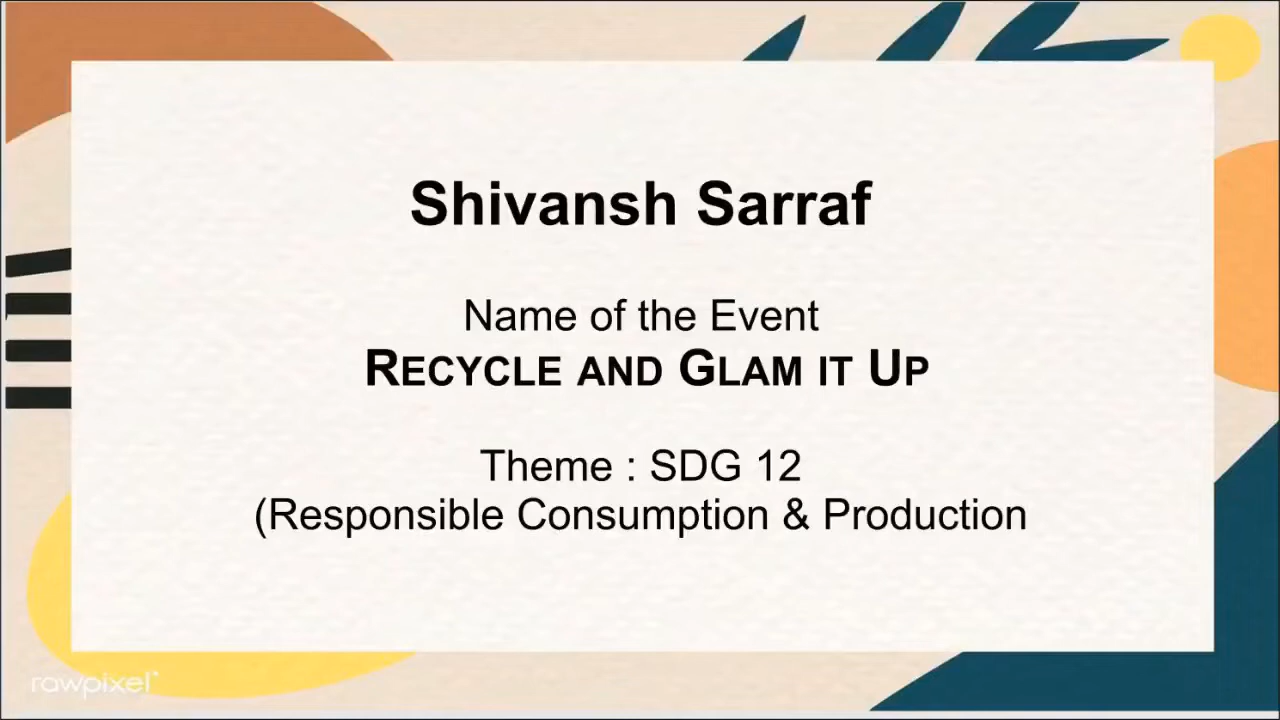 Shivansh Sarraf
Name of the Event
RECYCLE AND GLAM IT UP
Theme : SDG 12
(Responsible Consumption & Production
rawpixel